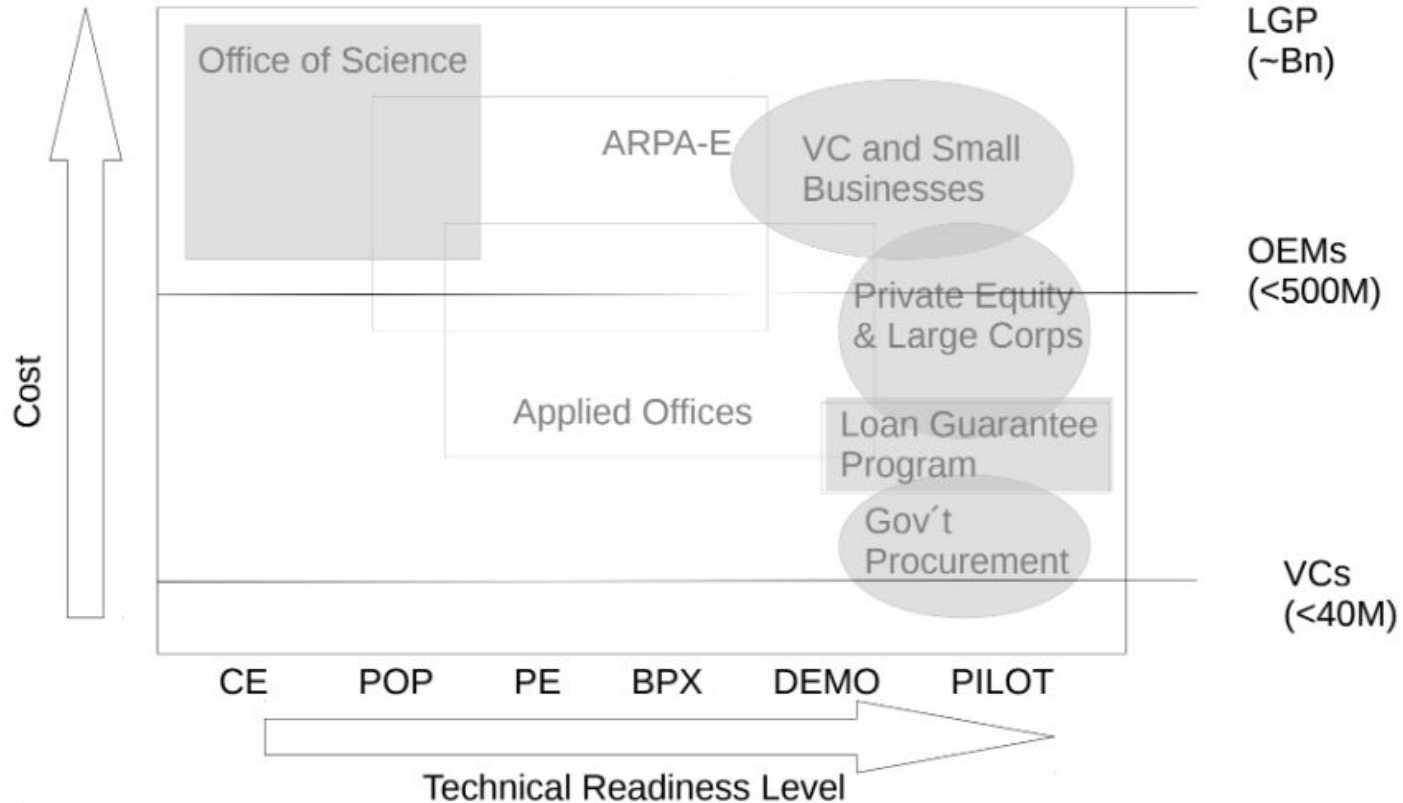 LGP
(~Bn)
Office of Science
ARPA-E
VC and Small
Businesses
OEMs
(<500M)
Private Equity
& Large Corps
Cost
Applied Offices
Loan Guarantee
Program
Gov´t
Procurement
VCs
(<40M)
CE POP PE BPX DEMO PILOT
Technical Readiness Level